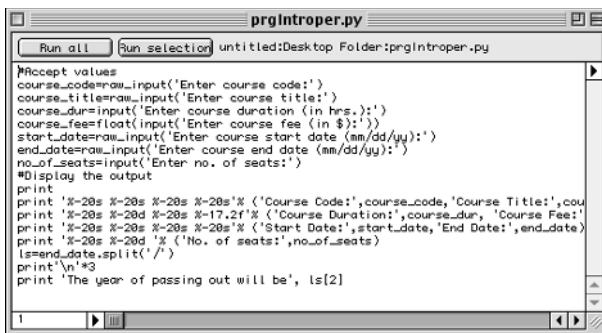 prgIntroper.py
Run all Run selection untitled:Desktop Folder:prgIntroper.py
#Accept values
course_code=raw_input('Enter course code:')
course_title=raw_input('Enter course title:')
course_dur=input('Enter course duration (in hrs.):')
course_fee=float(input('Enter course fee (in $):'))
start_date=raw_input('Enter course start date (mm/dd/yy):')
end_date=raw_input('Enter course end date (mm/dd/yy):')
no_of_seats=input('Enter no. of seats:')
#Display the output
print
print '%-20s %-20s %-20s %-20s'% ('Course Code:',course_code,'Course Title:',cou
print '%-20s %-20d %-20s %-17.2f'% ('Course Duration:',course_dur, 'Course Fee:'
print '%-20s %-20s %-20s %-20s'% ('Start Date:',start_date,'End Date:',end_date)
print '%-20s %-20d '% ('No. of seats:',no_of_seats)
ls=end_date.split('/')
print'\n'*3
print 'The year of passing out will be', ls[2]
1